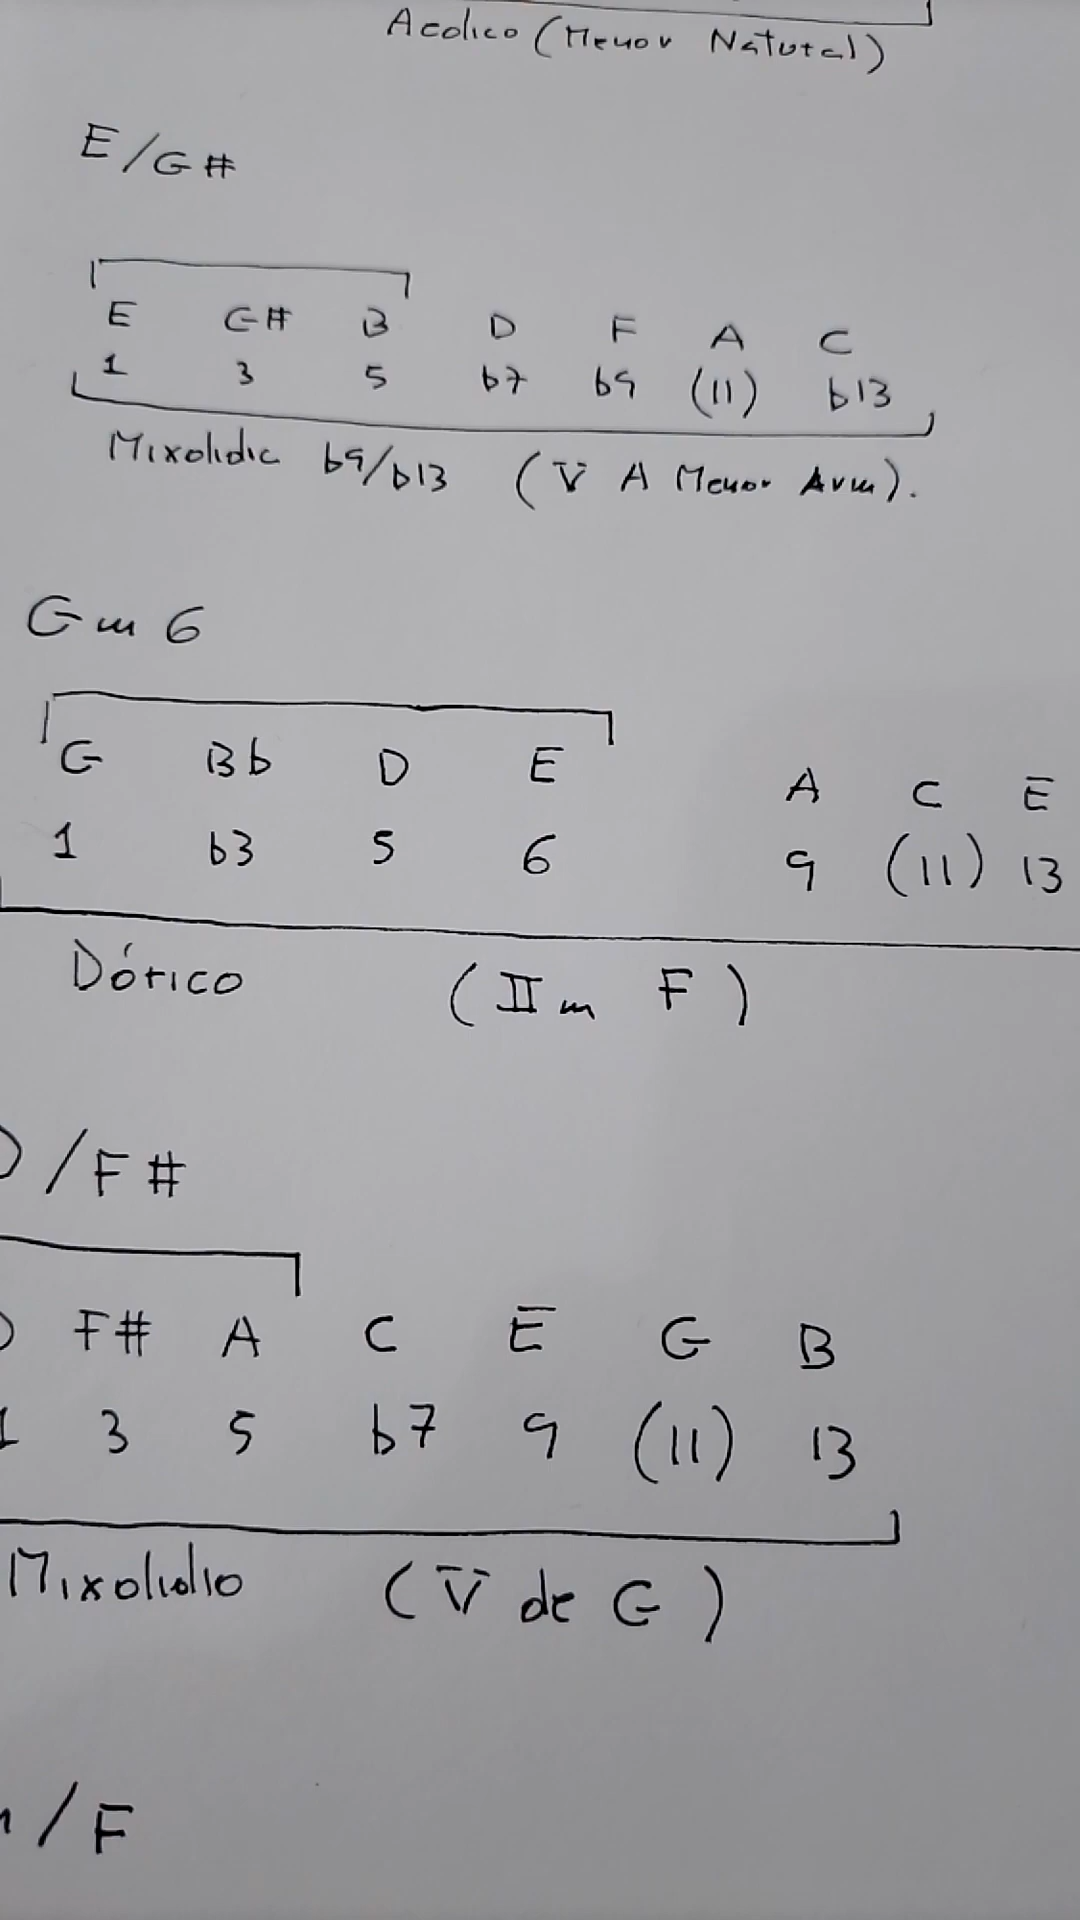 Aeolico (Menor Natural)
E/G#
E G# B D F A C
1 3 5 b7 b9 (11) b13
Mixolidio b9/b13 (V A Menor Arm).
Gm6
G Bb D E A C E
1 b3 5 6 9 (11) 13
Dórico (IIm F)
D/F#
D F# A C E G B
1 3 5 b7 9 (11) 13
Mixolidio (V de G)
/F